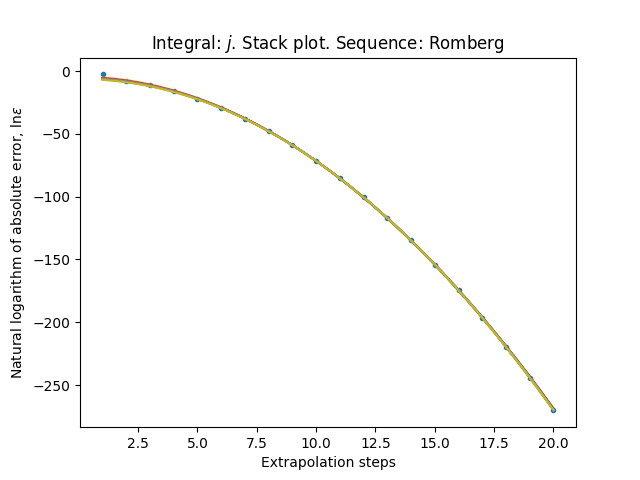 Integral: j. Stack plot. Sequence: Romberg
Natural logarithm of absolute error, lnε
0
−50
−100
−150
−200
−250
2.5 5.0 7.5 10.0 12.5 15.0 17.5 20.0
Extrapolation steps